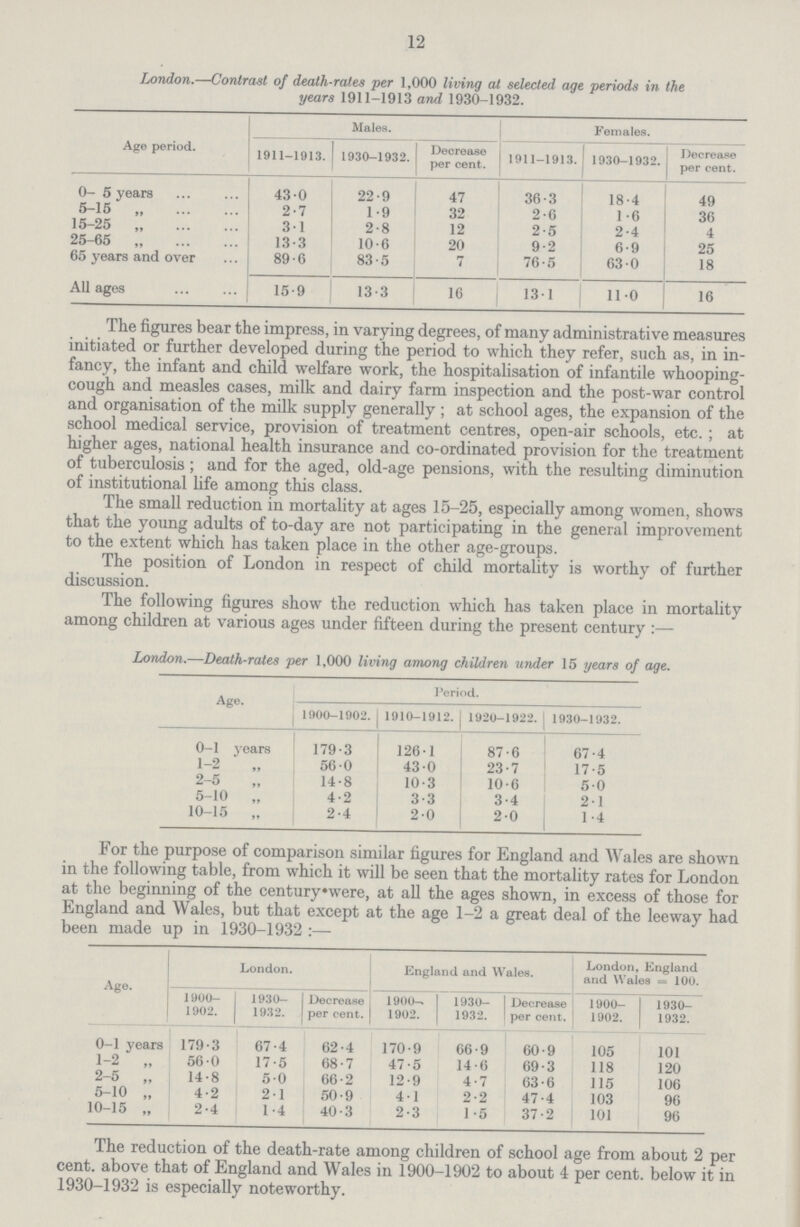 12
London.—Contrast of death-rates per 1,000 living at selected age periods in the
years 1911-1913 and 1930-1932.
Age period. Males. Females.
1911-1913. 1930-1932. Decrease per cent. 1911-1913. 1930-1932. Decrease per cent.
0- 5 years ... ... 43·0 22·9 47 36·3 18·4 49
5-15 „ ... ... 2·7 1·9 32 2·6 1·6 36
15-25 „ ... ... 3·1 2·8 12 2·5 2·4 4
25-65 „ ... ... 13·3 10·6 20 9·2 6·9 25
65 years and over ... 89·6 83·5 7 76·5 63·0 18
All ages ... ... 15·9 13·3 16 13·1 11·0 16
The figures bear the impress, in varying degrees, of many administrative measures
initiated or further developed during the period to which they refer, such as, in in-
fancy, the infant and child welfare work, the hospitalisation of infantile whooping-
cough and measles cases, milk and dairy farm inspection and the post-war control
and organisation of the milk supply generally ; at school ages, the expansion of the
school medical service, provision of treatment centres, open-air schools, etc. ; at
higher ages, national health insurance and co-ordinated provision for the treatment
of tuberculosis ; and for the aged, old-age pensions, with the resulting diminution
of institutional life among this class.
The small reduction in mortality at ages 15-25, especially among women, shows
that the young adults of to-day are not participating in the general improvement
to the extent which has taken place in the other age-groups.
The position of London in respect of child mortality is worthy of further
discussion.
The following figures show the reduction which has taken place in mortality
among children at various ages under fifteen during the present century :—
London.—Death-rates per 1,000 living among children under 15 years of age.
Age. Period.
1900-1902. 1910-1912. 1920-1922. 1930-1932.
0-1 years 179·3 126·1 87·6 67·4
1-2 „ 56·0 43·0 23·7 17·5
2-5 „ 14·8 10·3 10·6 5·0
5-10 „ 4·2 3·3 3·4 2·1
10-15 „ 2·4 2·0 2·0 1·4
For the purpose of comparison similar figures for England and Wales are shown
in the following table, from which it will be seen that the mortality rates for London
at the beginning of the century•were, at all the ages shown, in excess of those for
England and Wales, but that except at the age 1-2 a great deal of the leeway had
been made up in 1930-1932 :—
Age. London. England and Wales. London, England and Wales = 100.
1900-1902. 1930-1932. Decrease per cent. 1900-1902. 1930-1932. Decrease per cent. 1900-1902. 1930-1932.
0-1 years 179·3 67·4 62·4 170·9 66·9 60·9 105 101
1-2 „ 56·0 17·5 68·7 47·5 14·6 69·3 118 120
2-5 „ 14·8 5·0 66·2 12·9 4·7 63·6 115 106
5-10 „ 4·2 2·1 50·9 4·1 2·2 47·4 103 96
10-15 „ 2·4 1·4 40·3 2·3 1·5 37·2 101 96
The reduction of the death-rate among children of school age from about 2 per
cent. above that of England and Wales in 1900-1902 to about 4 per cent. below it in
1930-1932 is especially noteworthy.